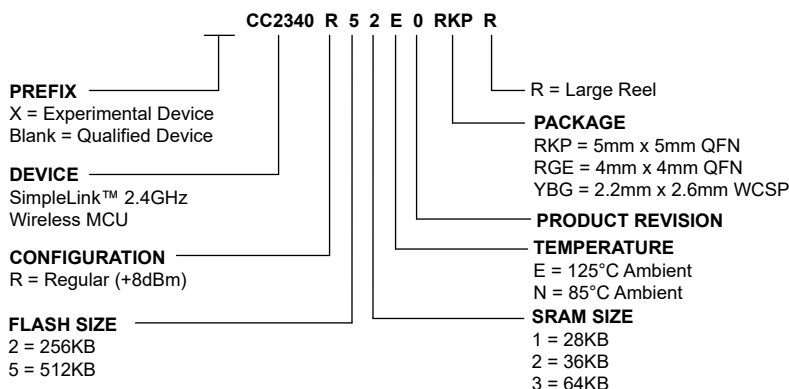 CC2340 R 5 2 E 0 RKP R
PREFIX
X = Experimental Device
Blank = Qualified Device
DEVICE
SimpleLink™ 2.4GHz
Wireless MCU
CONFIGURATION
R = Regular (+8dBm)
FLASH SIZE
2 = 256KB
5 = 512KB
R = Large Reel
PACKAGE
RKP = 5mm x 5mm QFN
RGE = 4mm x 4mm QFN
YBG = 2.2mm x 2.6mm WCSP
PRODUCT REVISION
TEMPERATURE
E = 125°C Ambient
N = 85°C Ambient
SRAM SIZE
1 = 28KB
2 = 36KB
3 = 64KB